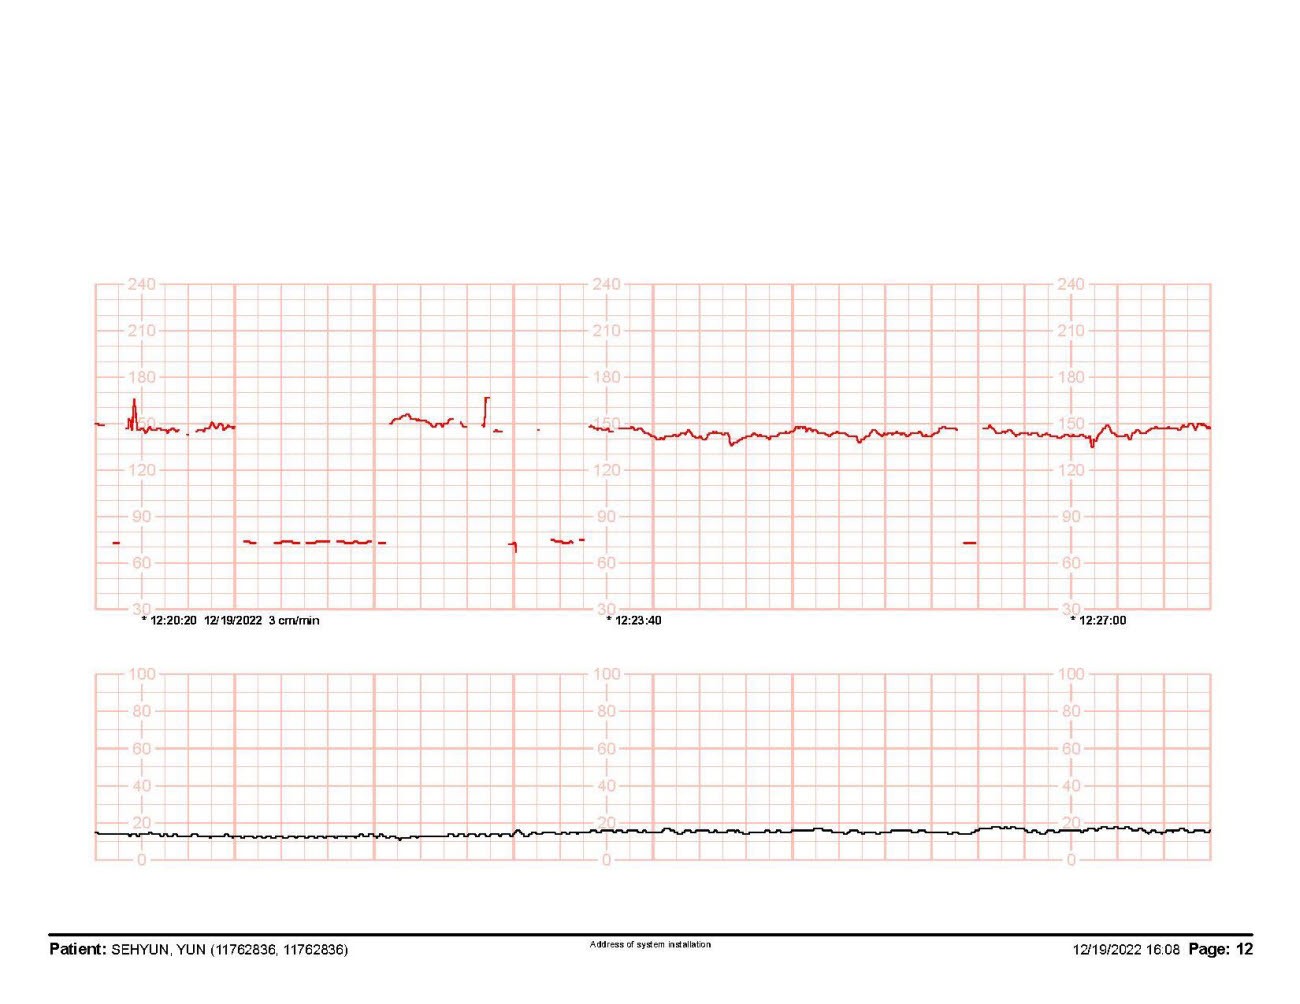 240 240 240
210 210 210
180 180 180
150 150 150
120 120 120
90 90 90
60 60 60
30 30 30
* 12:20:20 12/19/2022 3 cm/min * 12:23:40 * 12:27:00
100 100 100
80 80 80
60 60 60
40 40 40
20 20 20
0 0 0
Patient: SEHYUN, YUN (11762836, 11762836) Address of system installation 12/19/2022 16:08 Page: 12